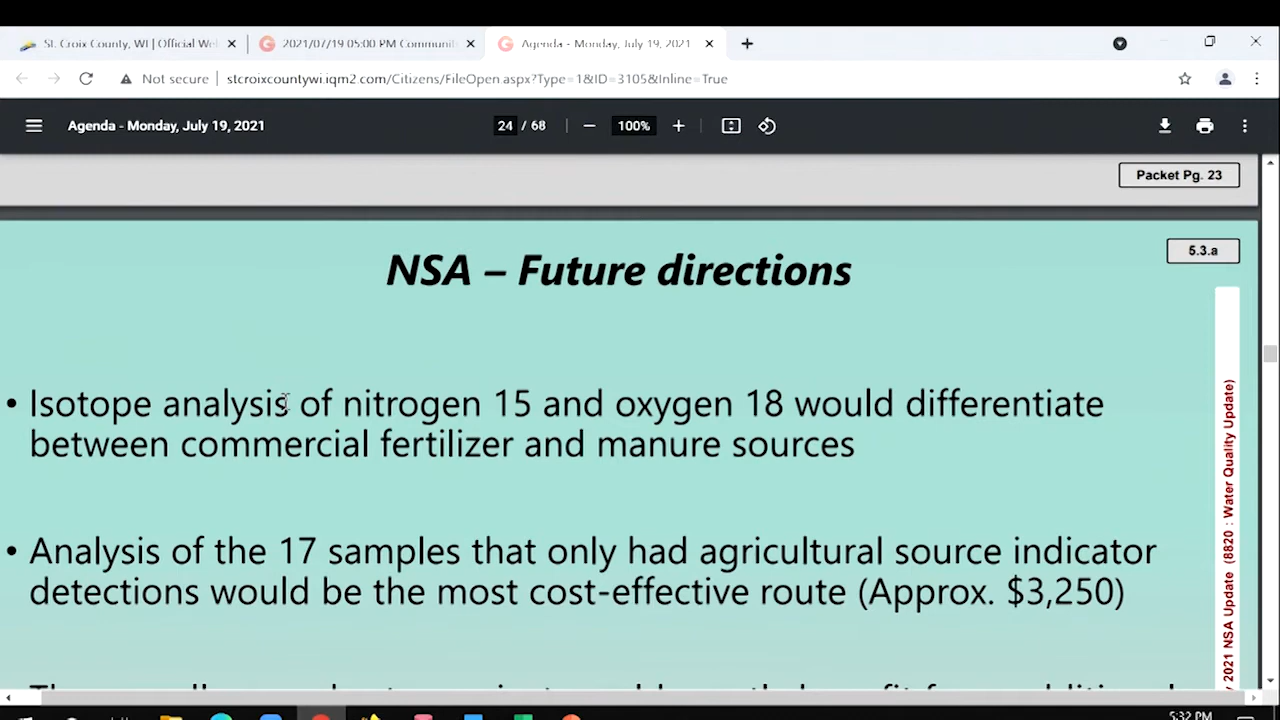 St. Croix County, WI | Official We
2021/07/19 05:00 PM Communit
Agenda - Monday, July 19, 2021
Not secure
stcroixcountywi.iqm2.com/Citizens/FileOpen.aspx?Type=1&ID=3105&Inline=True
Agenda - Monday, July 19, 2021
24 / 68
100%
Packet Pg. 23
5.3.a
NSA – Future directions
• Isotope analysis of nitrogen 15 and oxygen 18 would differentiate
between commercial fertilizer and manure sources
• Analysis of the 17 samples that only had agricultural source indicator
detections would be the most cost-effective route (Approx. $3,250)
2021 NSA Update (8820 : Water Quality Update)
5:32 PM